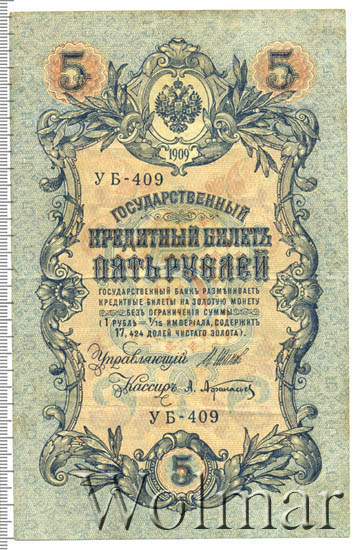 5 5
1909
УБ-409
ГОСУДАРСТВЕННЫЙ
КРЕДИТНЫЙ БИЛЕТЪ
ПЯТЬ РУБЛЕЙ
ГОСУДАРСТВЕННЫЙ БАНКЪ РАЗМѢНИВАЕТЪ
КРЕДИТНЫЕ БИЛЕТЫ НА ЗОЛОТУЮ МОНЕТУ
БЕЗЪ ОГРАНИЧЕНІЯ СУММЫ
(1 РУБЛЬ = 1/15 ИМПЕРІАЛА, СОДЕРЖИТЪ
17,424 ДОЛЕЙ ЧИСТАГО ЗОЛОТА).
Управляющій
Кассиръ А. Афанасьев
УБ-409
5
Wolmar